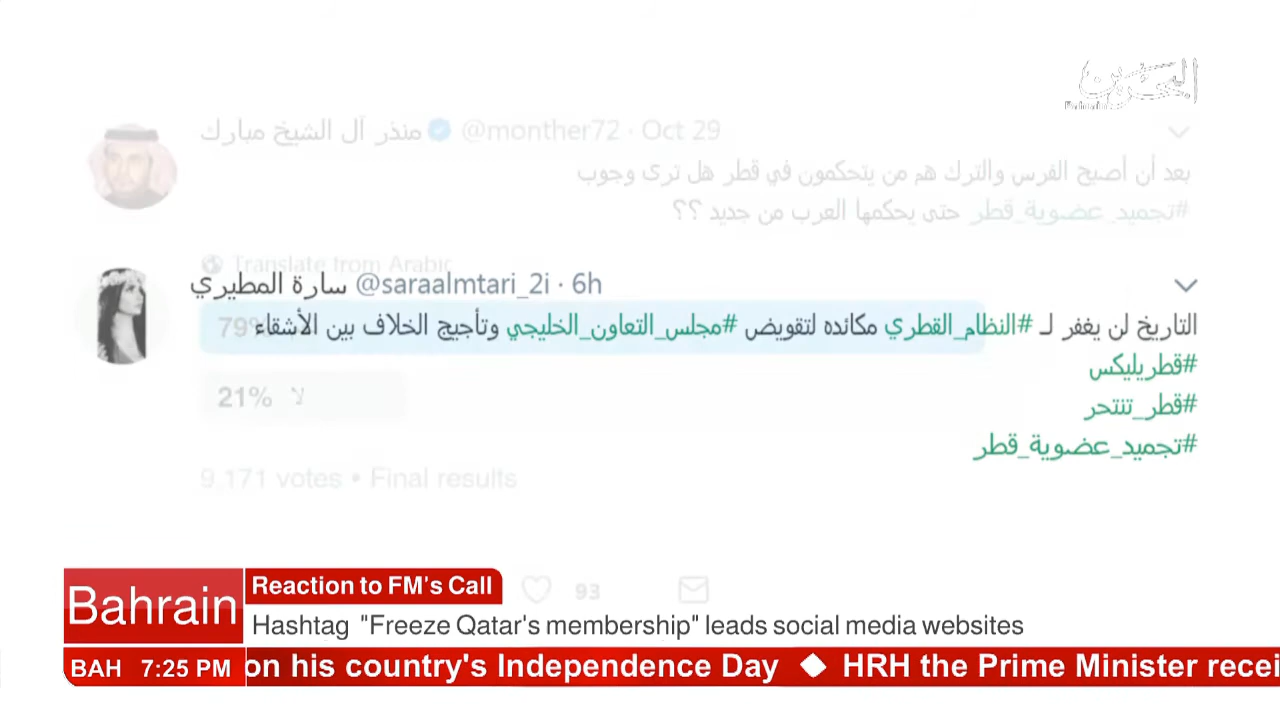 البحرين
Bahrain
منذر آل الشيخ مبارك @monther72 · Oct 29
بعد أن أصبح الفرس والترك هم من يتحكمون في قطر هل ترى وجوب
#تجميد_عضوية_قطر حتى يحكمها العرب من جديد ؟؟
Translate from Arabic
سارة المطيري @saraalmtari_2i · 6h
79%
التاريخ لن يغفر لـ #النظام_القطري مكائده لتقويض #مجلس_التعاون_الخليجي وتأجيج الخلاف بين الأشقاء
#قطريليكس
21% لا
#قطر_تنتحر
#تجميد_عضوية_قطر
9,171 votes • Final results
93
Bahrain
Reaction to FM's Call
Hashtag "Freeze Qatar's membership" leads social media websites
BAH 7:25 PM
on his country's Independence Day ◆ HRH the Prime Minister recei